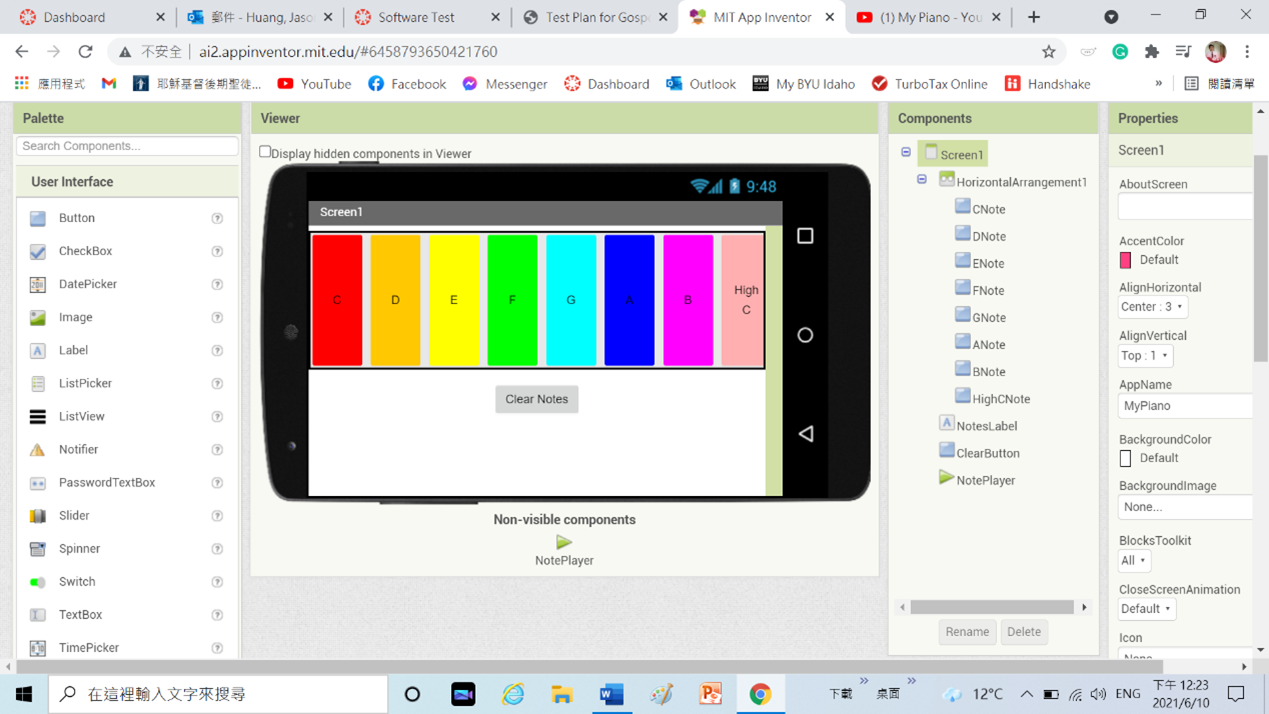 Dashboard
郵件 - Huang, Jaso
Software Test
Test Plan for Gosp
MIT App Inventor
(1) My Piano - You
不安全
ai2.appinventor.mit.edu/#6458793650421760
應用程式
耶穌基督後期聖徒...
YouTube
Facebook
Messenger
Dashboard
Outlook
My BYU Idaho
TurboTax Online
Handshake
»
閱讀清單
Palette
Search Components...
User Interface
Button
CheckBox
DatePicker
Image
Label
ListPicker
ListView
Notifier
PasswordTextBox
Slider
Spinner
Switch
TextBox
TimePicker
Viewer
Display hidden components in Viewer
9:48
Screen1
C
D
E
F
G
A
B
High
C
Clear Notes
Non-visible components
NotePlayer
Components
Screen1
HorizontalArrangement1
CNote
DNote
ENote
FNote
GNote
ANote
BNote
HighCNote
NotesLabel
ClearButton
NotePlayer
Rename
Delete
Properties
Screen1
AboutScreen
AccentColor
Default
AlignHorizontal
Center : 3
AlignVertical
Top : 1
AppName
MyPiano
BackgroundColor
Default
BackgroundImage
None...
BlocksToolkit
All
CloseScreenAnimation
Default
Icon
None...
在這裡輸入文字來搜尋
下載
桌面
12°C
ENG
下午 12:23
2021/6/10